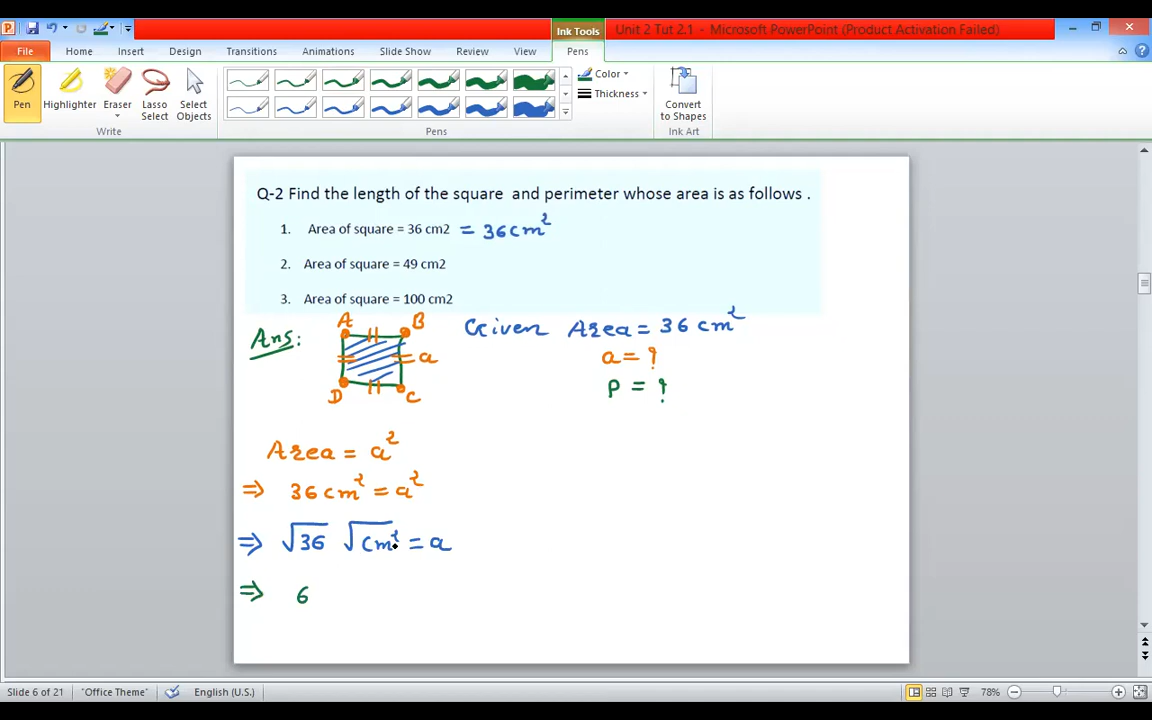 Ink Tools
Unit 2 Tut 2.1 - Microsoft PowerPoint (Product Activation Failed)
File Home Insert Design Transitions Animations Slide Show Review View Pens
Pen Highlighter Eraser Lasso Select Select Objects Color Thickness Convert to Shapes
Write Pens Ink Art
Q-2 Find the length of the square and perimeter whose area is as follows .
1. Area of square = 36 cm2 = 36cm²
2. Area of square = 49 cm2
3. Area of square = 100 cm2
Ans: A B a D C
Given Area = 36 cm²
a = ?
P = ?
Area = a²
⇒ 36cm² = a²
⇒ √36 √cm² = a
⇒ 6
Slide 6 of 21 "Office Theme" English (U.S.) 78%